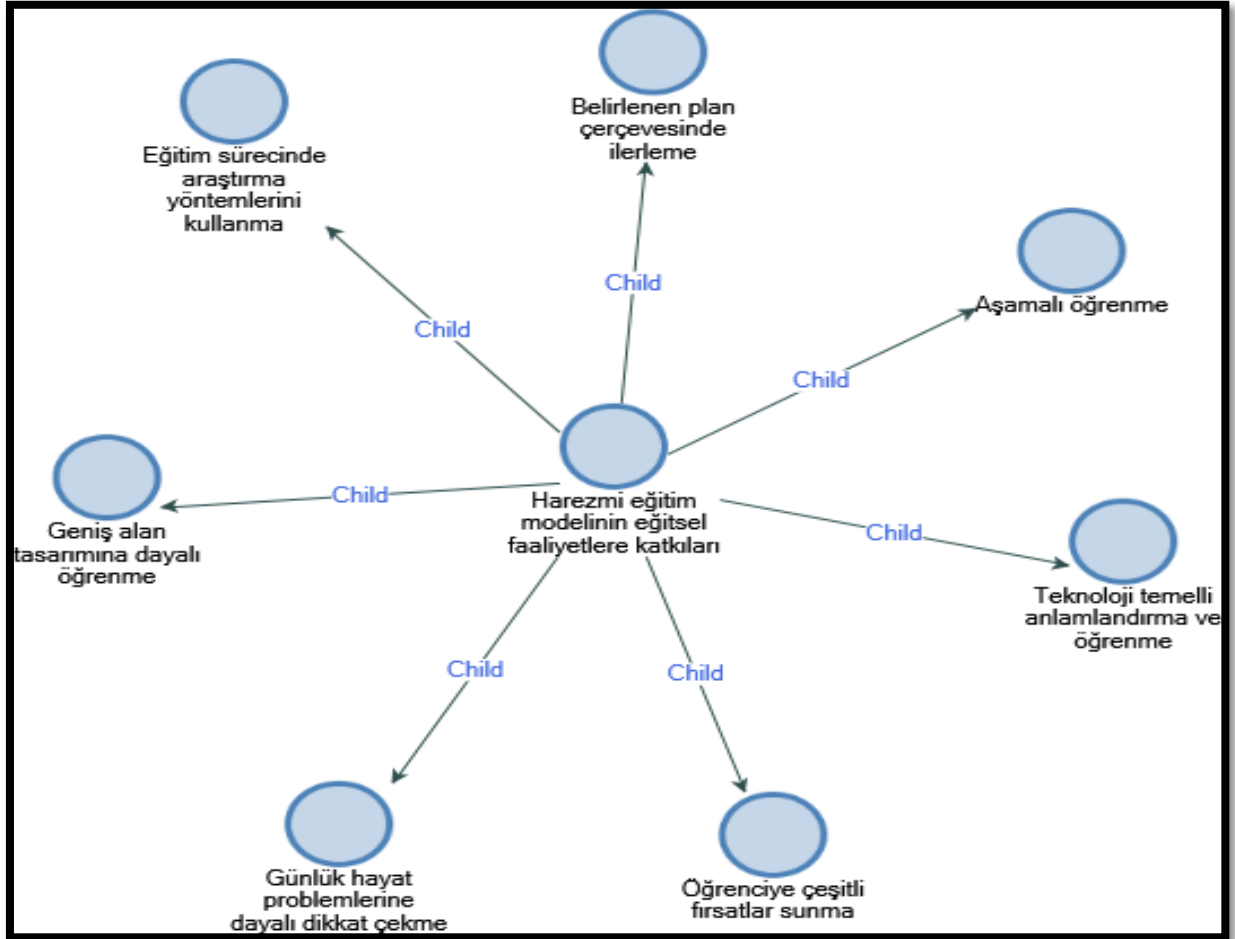 Belirlenen plan
çerçevesinde
ilerleme
Eğitim sürecinde
araştırma
yöntemlerini
kullanma
Aşamalı öğrenme
Child
Child
Child
Child
Child
Child
Child
Harezmi eğitim
modelinin eğitsel
faaliyetlere katkıları
Geniş alan
tasarımına dayalı
öğrenme
Teknoloji temelli
anlamlandırma ve
öğrenme
Günlük hayat
problemlerine
dayalı dikkat çekme
Öğrenciye çeşitli
fırsatlar sunma